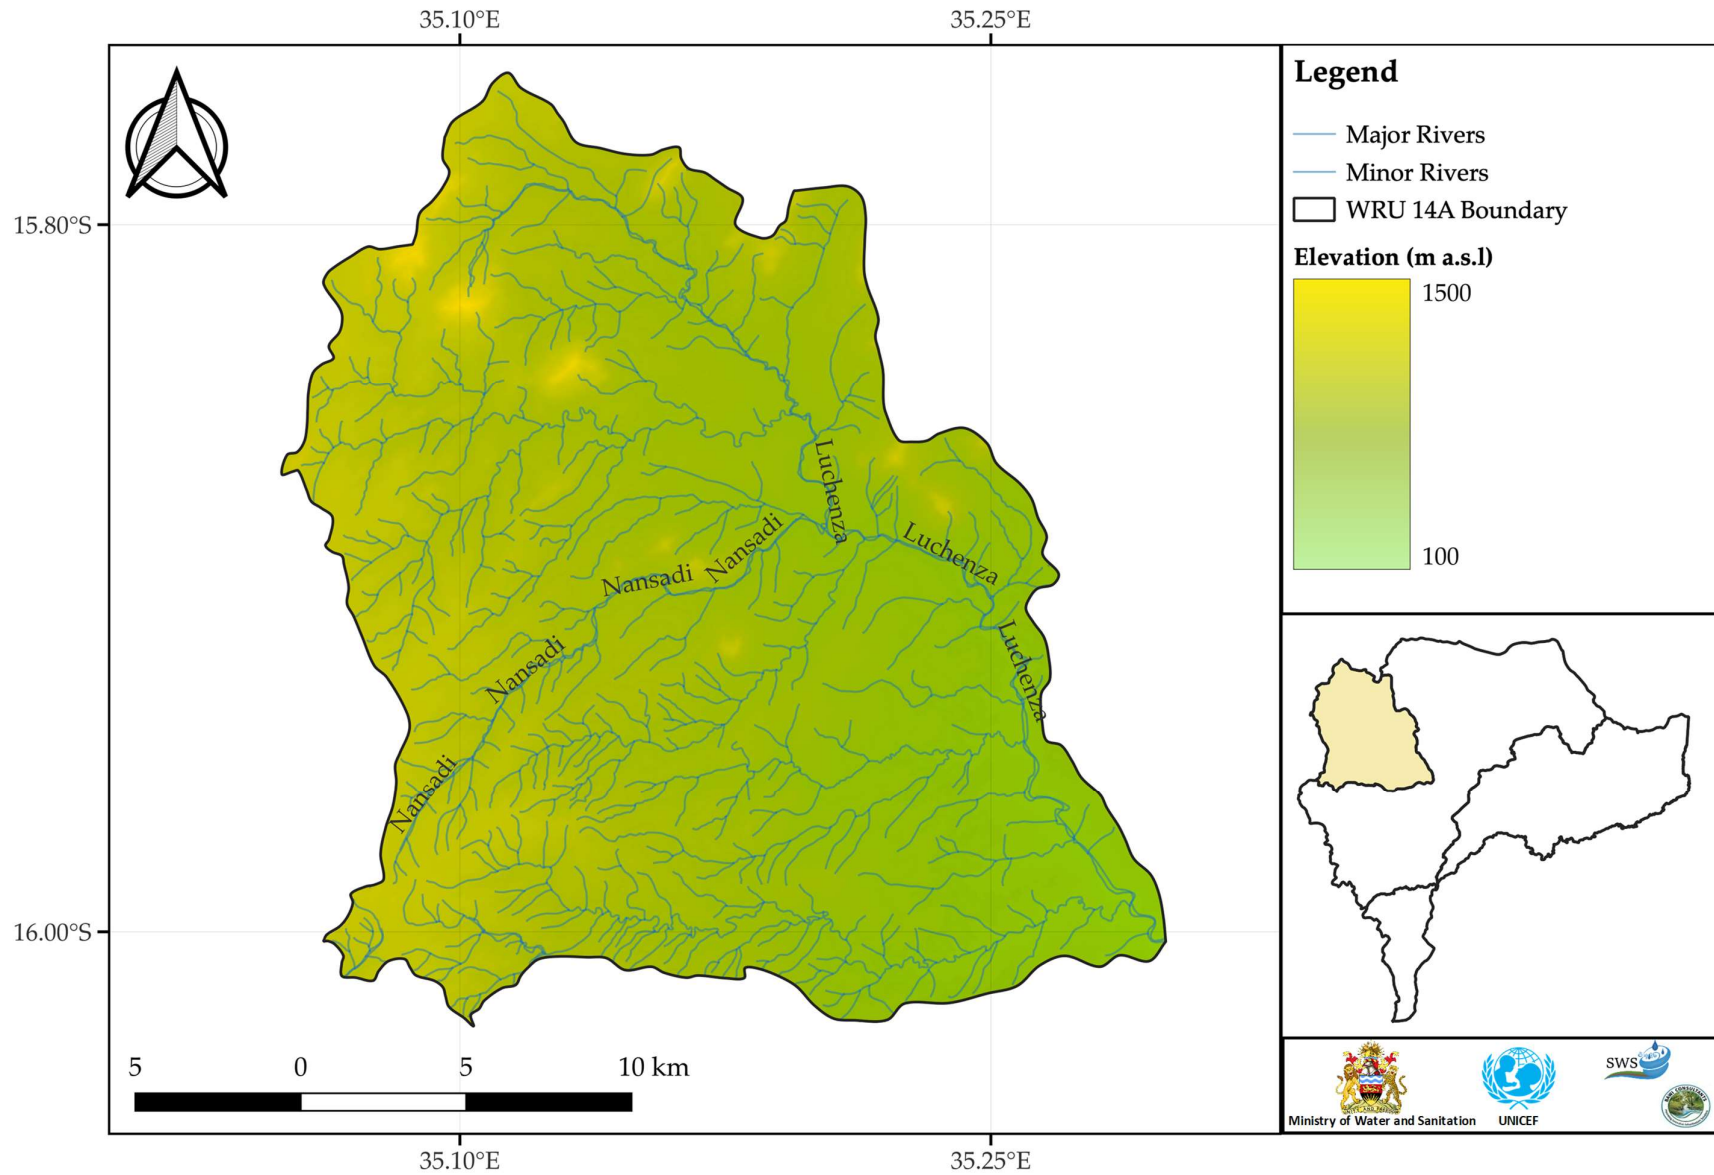 35.10°E
35.25°E
15.80°S
16.00°S
Luchenza
Luchenza
Luchenza
Nansadi
Nansadi
Nansadi
Nansadi
5 0 5 10 km
35.10°E
35.25°E
Legend
Major Rivers
Minor Rivers
WRU 14A Boundary
Elevation (m a.s.l)
1500
100
SWS
Ministry of Water and Sanitation
UNICEF